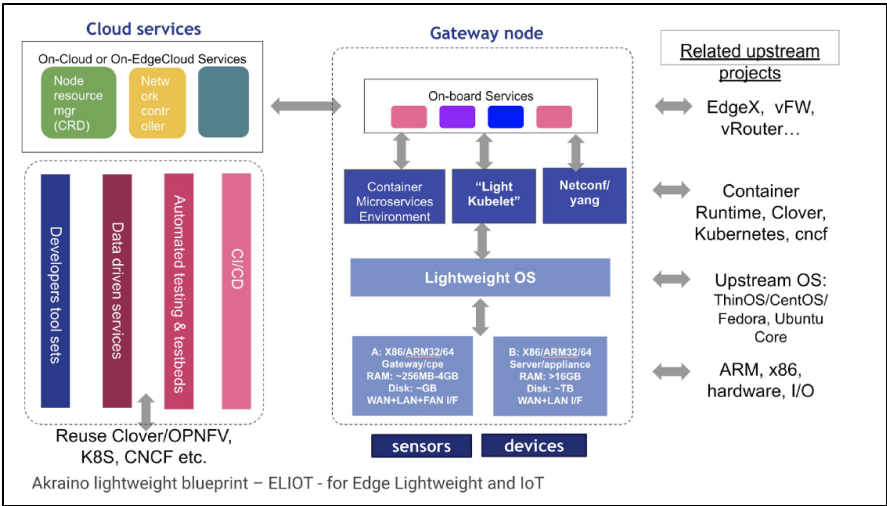 Cloud services
On-Cloud or On-EdgeCloud Services
Node
resource
mgr
(CRD)
Netw
ork
contr
oller
Developers tool sets
Data driven services
Automated testing & testbeds
CI/CD
Reuse Clover/OPNFV,
K8S, CNCF etc.
Gateway node
On-board Services
Container
Microservices
Environment
“Light
Kubelet”
Netconf/
yang
Lightweight OS
A: X86/ARM32/64
Gateway/cpe
RAM: ~256MB-4GB
Disk: ~GB
WAN+LAN+FAN I/F
B: X86/ARM32/64
Server/appliance
RAM: >16GB
Disk: ~TB
WAN+LAN I/F
sensors
devices
Related upstream
projects
EdgeX, vFW,
vRouter...
Container
Runtime, Clover,
Kubernetes, cncf
Upstream OS:
ThinOS/CentOS/
Fedora, Ubuntu
Core
ARM, x86,
hardware, I/O
Akraino lightweight blueprint – ELIOT - for Edge Lightweight and IoT